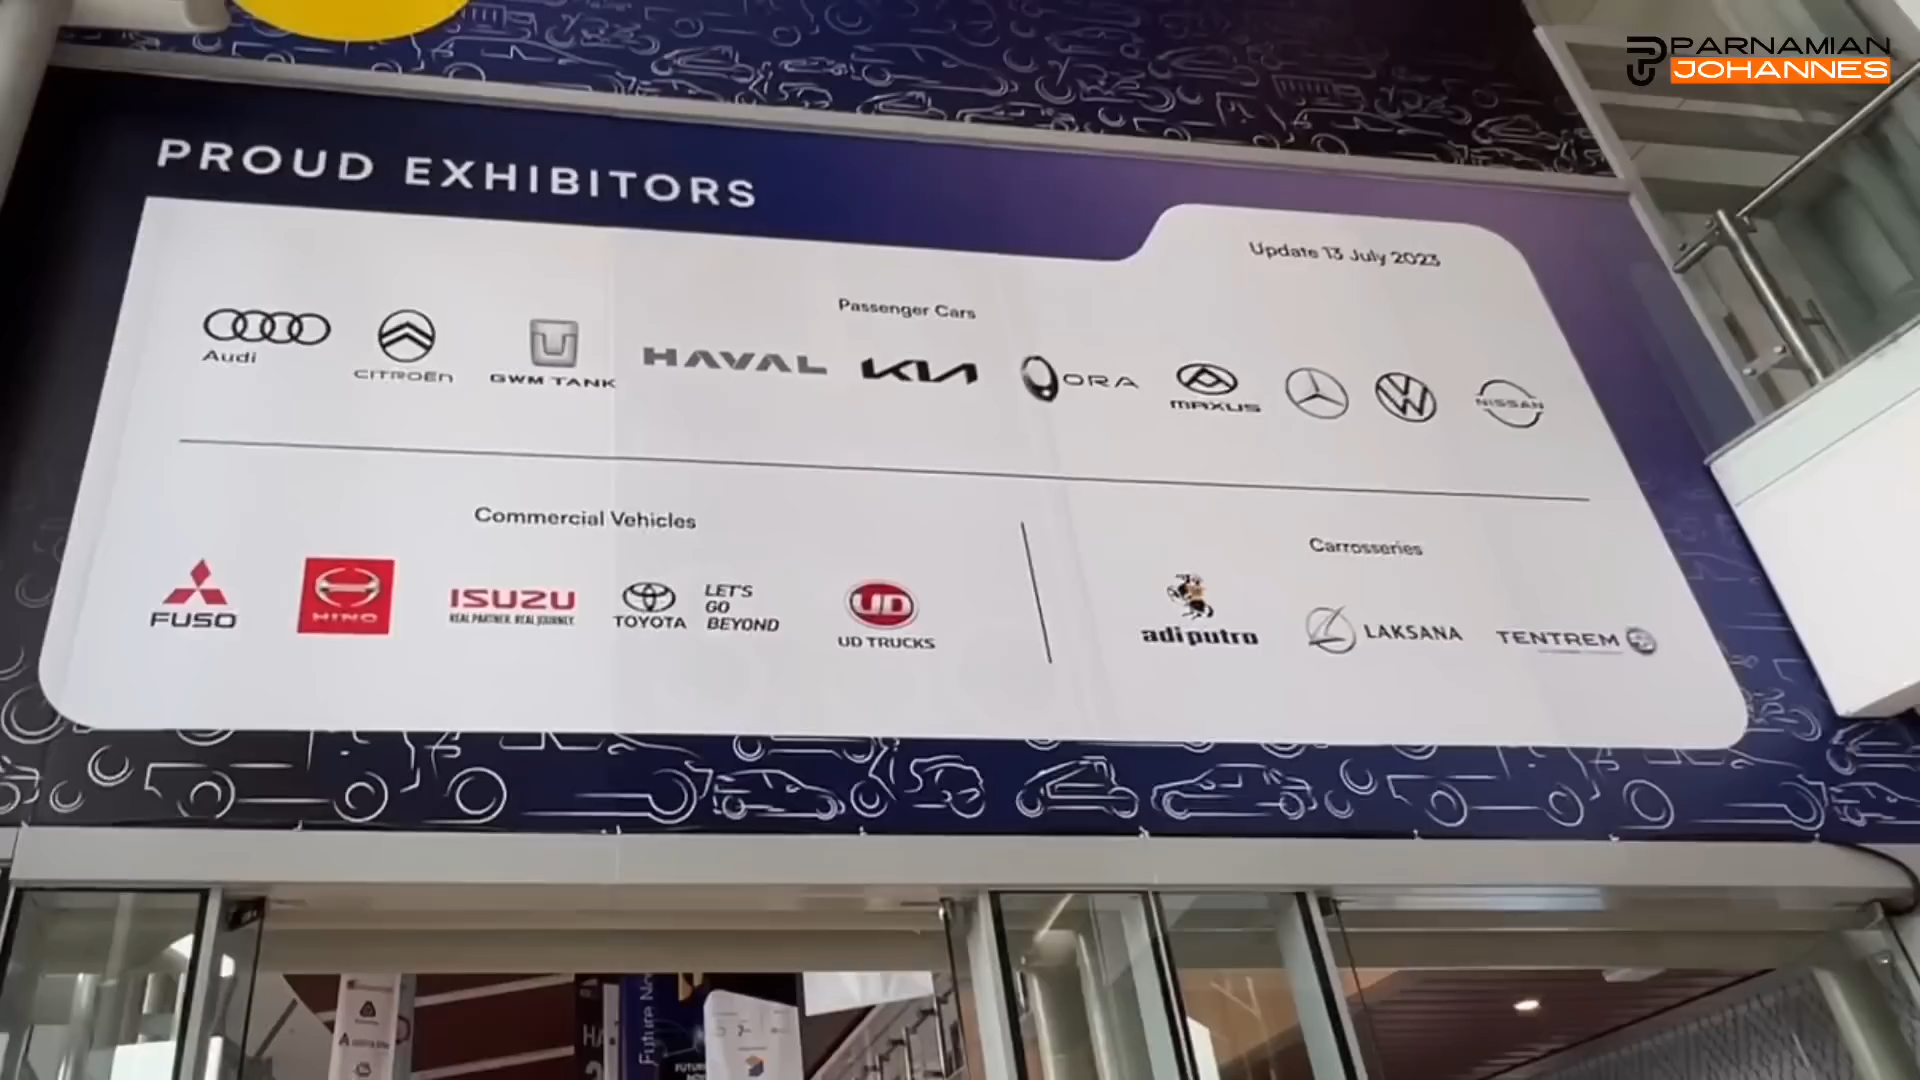 PARNAMIAN
JOHANNES
PROUD EXHIBITORS
Update 13 July 2023
Passenger Cars
Audi
CITROËN
GWM TANK
HAVAL
KIA
ORA
MAXUS
NISSAN
Commercial Vehicles
FUSO
HINO
ISUZU
REAL PARTNER. REAL JOURNEY.
TOYOTA
LET'S
GO
BEYOND
UD
UD TRUCKS
Carrosseries
adiputro
LAKSANA
TENTREM
Future